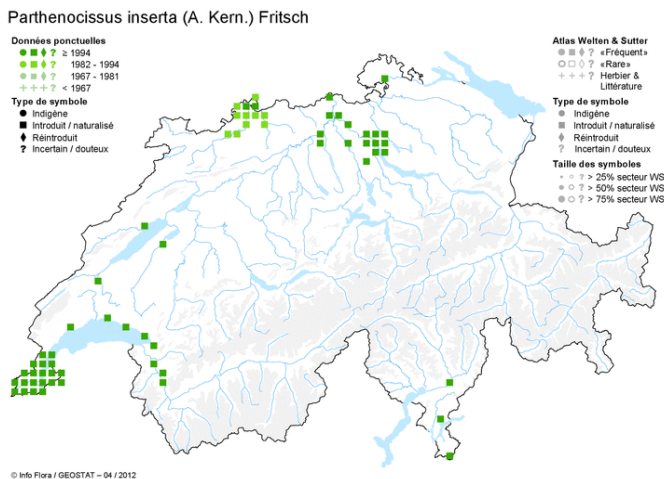 Parthenocissus inserta (A. Kern.) Fritsch
Données ponctuelles
? ≥ 1994
? 1982 - 1994
? 1967 - 1981
++++ < 1967
Type de symbole
Indigène
Introduit / naturalisé
Réintroduit
? Incertain / douteux
Atlas Welten & Sutter
? «Fréquent»
? «Rare»
+++ Herbier &
Littérature
Type de symbole
Indigène
Introduit / naturalisé
Réintroduit
? Incertain / douteux
Taille des symboles
? > 25% secteur WS
? > 50% secteur WS
? > 75% secteur WS
© Info Flora / GEOSTAT – 04 / 2012